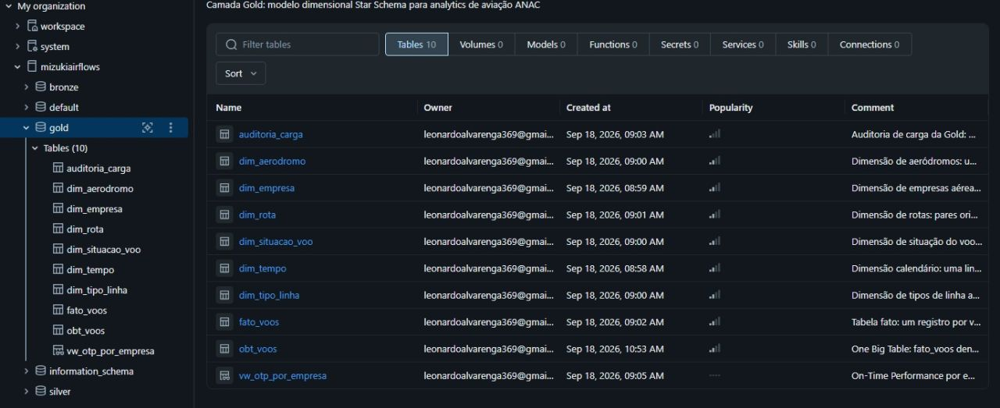 My organization
workspace
system
mizukiairflows
bronze
default
gold
Tables (10)
auditoria_carga
dim_aerodromo
dim_empresa
dim_rota
dim_situacao_voo
dim_tempo
dim_tipo_linha
fato_voos
obt_voos
vw_otp_por_empresa
information_schema
silver
Camada Gold: modelo dimensional Star Schema para analytics de aviação ANAC
Filter tables
Tables 10
Volumes 0
Models 0
Functions 0
Secrets 0
Services 0
Skills 0
Connections 0
Sort
Name Owner Created at Popularity Comment
auditoria_carga leonardoalvarenga369@gmai... Sep 18, 2026, 09:03 AM Auditoria de carga da Gold: ...
dim_aerodromo leonardoalvarenga369@gmai... Sep 18, 2026, 09:00 AM Dimensão de aeródromos: u...
dim_empresa leonardoalvarenga369@gmai... Sep 18, 2026, 08:59 AM Dimensão de empresas aérea...
dim_rota leonardoalvarenga369@gmai... Sep 18, 2026, 09:01 AM Dimensão de rotas: pares ori...
dim_situacao_voo leonardoalvarenga369@gmai... Sep 18, 2026, 09:00 AM Dimensão de situação do voo...
dim_tempo leonardoalvarenga369@gmai... Sep 18, 2026, 08:58 AM Dimensão calendário: uma lin...
dim_tipo_linha leonardoalvarenga369@gmai... Sep 18, 2026, 09:00 AM Dimensão de tipos de linha a...
fato_voos leonardoalvarenga369@gmai... Sep 18, 2026, 09:02 AM Tabela fato: um registro por v...
obt_voos leonardoalvarenga369@gmai... Sep 18, 2026, 10:53 AM One Big Table: fato_voos den...
vw_otp_por_empresa leonardoalvarenga369@gmai... Sep 18, 2026, 09:05 AM On-Time Performance por e...